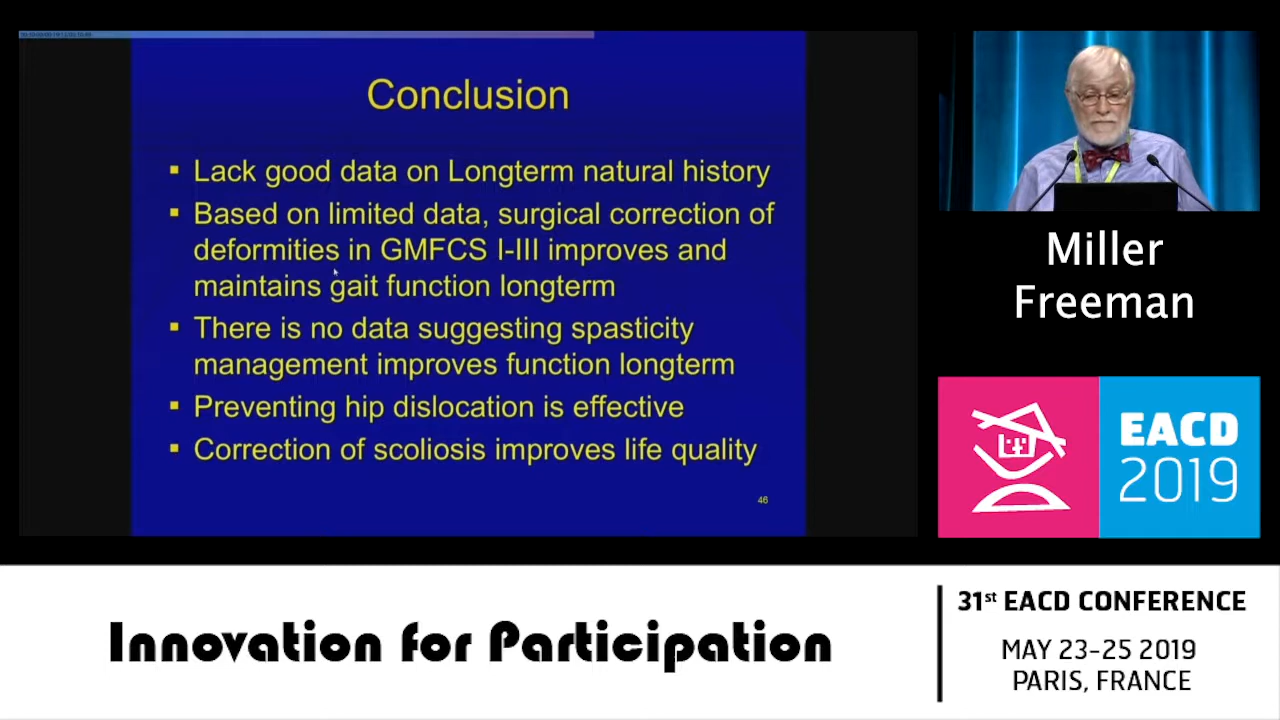 Conclusion
▪ Lack good data on Longterm natural history
▪ Based on limited data, surgical correction of
deformities in GMFCS I-III improves and
maintains gait function longterm
▪ There is no data suggesting spasticity
management improves function longterm
▪ Preventing hip dislocation is effective
▪ Correction of scoliosis improves life quality
46
Miller
Freeman
EACD
2019
Innovation for Participation
31st EACD CONFERENCE
MAY 23-25 2019
PARIS, FRANCE